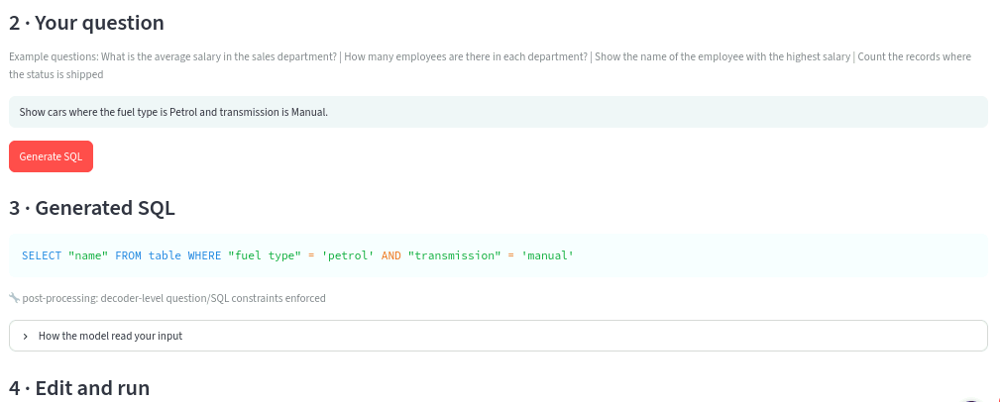 2 · Your question
Example questions: What is the average salary in the sales department? | How many employees are there in each department? | Show the name of the employee with the highest salary | Count the records where
the status is shipped
Show cars where the fuel type is Petrol and transmission is Manual.
Generate SQL
3 · Generated SQL
SELECT "name" FROM table WHERE "fuel type" = 'petrol' AND "transmission" = 'manual'
🔧 post-processing: decoder-level question/SQL constraints enforced
How the model read your input
4 · Edit and run